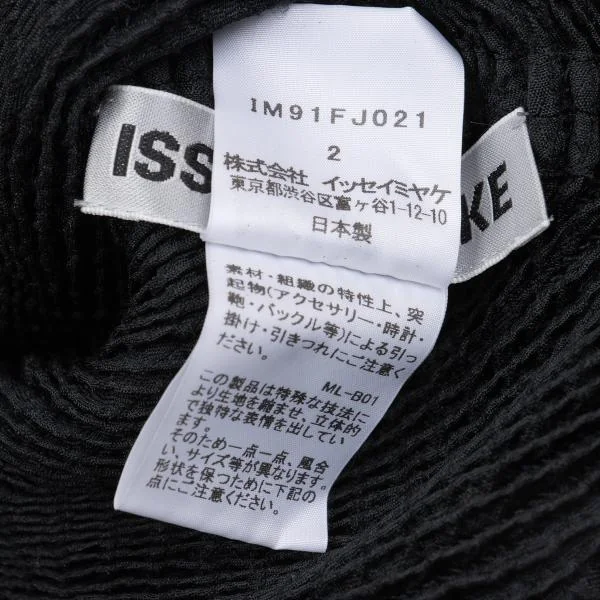 ISS
KE
IM91FJ021
2
株式会社 イッセイミヤケ
東京都渋谷区富ヶ谷1-12-10
日本製
素材・組織の特性上、突
起物(アクセサリー・時計・
鞄・バックル等)による引っ
掛け・引きつれにご注意く
ださい。
ML-B01
この製品は特殊な技法に
より生地を縮ませ、立体的
で独特な表情を出していま
す。
そのため一点一点、風合
い、サイズ等が異なります。
形状を保つために下記の
点にご注意ください。